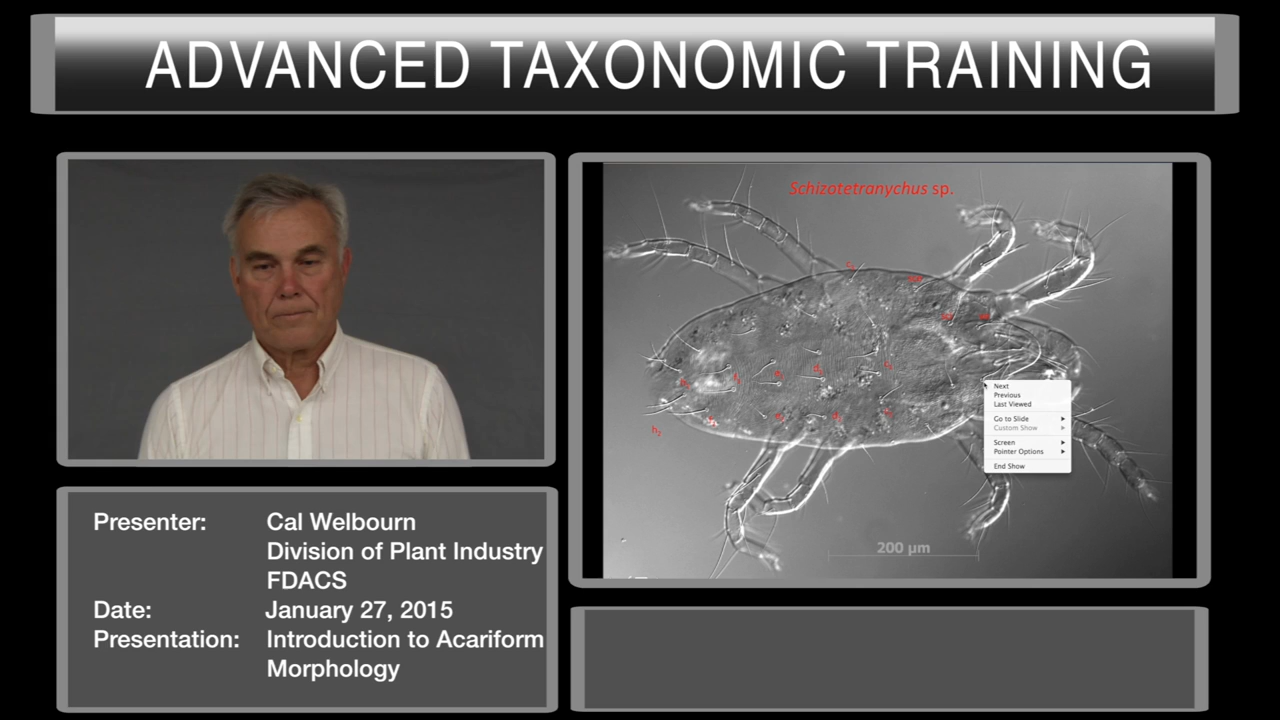 ADVANCED TAXONOMIC TRAINING
Schizotetranychus sp.
h₂
Next
Previous
Last Viewed
Go to Slide
Custom Show
Screen
Pointer Options
End Show
200 µm
Presenter: Cal Welbourn
Division of Plant Industry
FDACS
Date: January 27, 2015
Presentation: Introduction to Acariform
Morphology